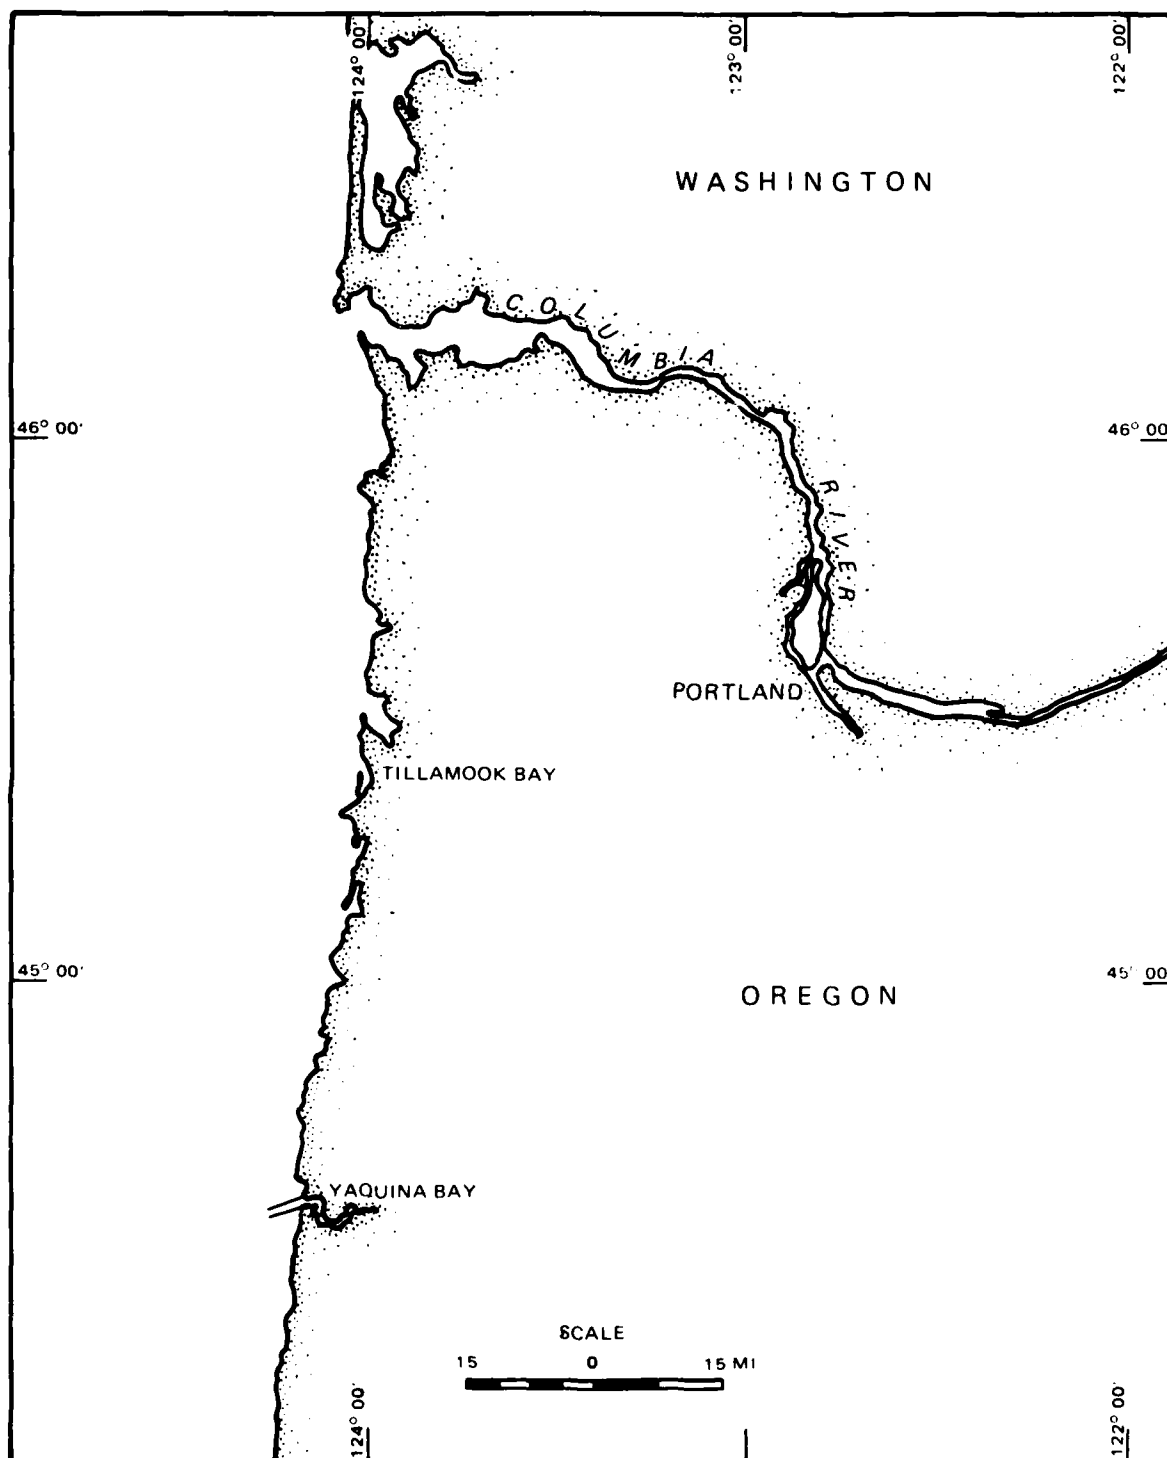 124° 00'
123° 00'
122° 00'
WASHINGTON
COLUMBIA
46° 00'
46° 00
RIVER
PORTLAND
TILLAMOOK BAY
45° 00'
45' 00
OREGON
YAQUINA BAY
SCALE
15 0 15 MI
124° 00'
122° 00'